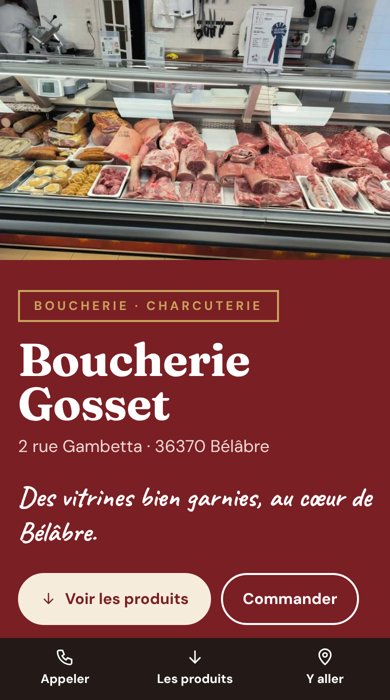 BOUCHERIE · CHARCUTERIE
Boucherie
Gosset
2 rue Gambetta · 36370 Bélâbre
Des vitrines bien garnies, au cœur de
Bélâbre.
↓ Voir les produits
Commander
Appeler
Les produits
Y aller